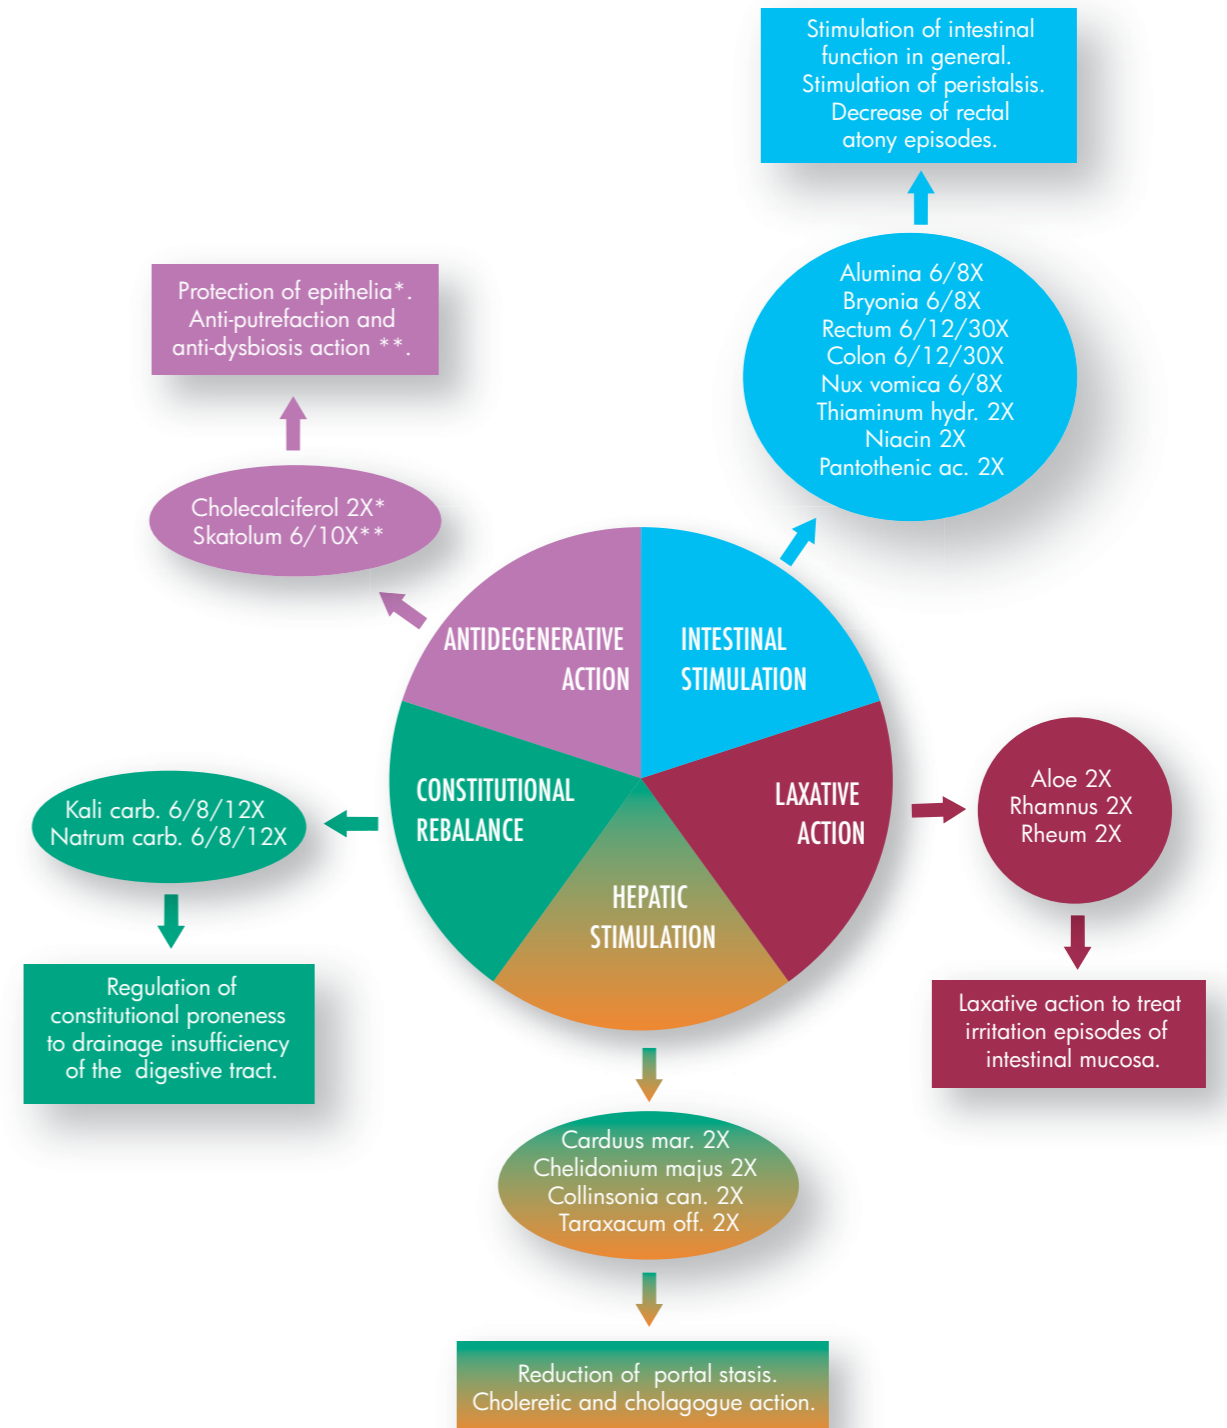 Stimulation of intestinal
function in general.
Stimulation of peristalsis.
Decrease of rectal
atony episodes.
Alumina 6/8X
Bryonia 6/8X
Rectum 6/12/30X
Colon 6/12/30X
Nux vomica 6/8X
Thiaminum hydr. 2X
Niacin 2X
Pantothenic ac. 2X
Protection of epithelia*.
Anti-putrefaction and
anti-dysbiosis action **.
Cholecalciferol 2X*
Skatolum 6/10X**
ANTIDEGENERATIVE
ACTION
INTESTINAL
STIMULATION
CONSTITUTIONAL
REBALANCE
LAXATIVE
ACTION
HEPATIC
STIMULATION
Kali carb. 6/8/12X
Natrum carb. 6/8/12X
Regulation of
constitutional proneness
to drainage insufficiency
of the digestive tract.
Aloe 2X
Rhamnus 2X
Rheum 2X
Laxative action to treat
irritation episodes of
intestinal mucosa.
Carduus mar. 2X
Chelidonium majus 2X
Collinsonia can. 2X
Taraxacum off. 2X
Reduction of portal stasis.
Choleretic and cholagogue action.